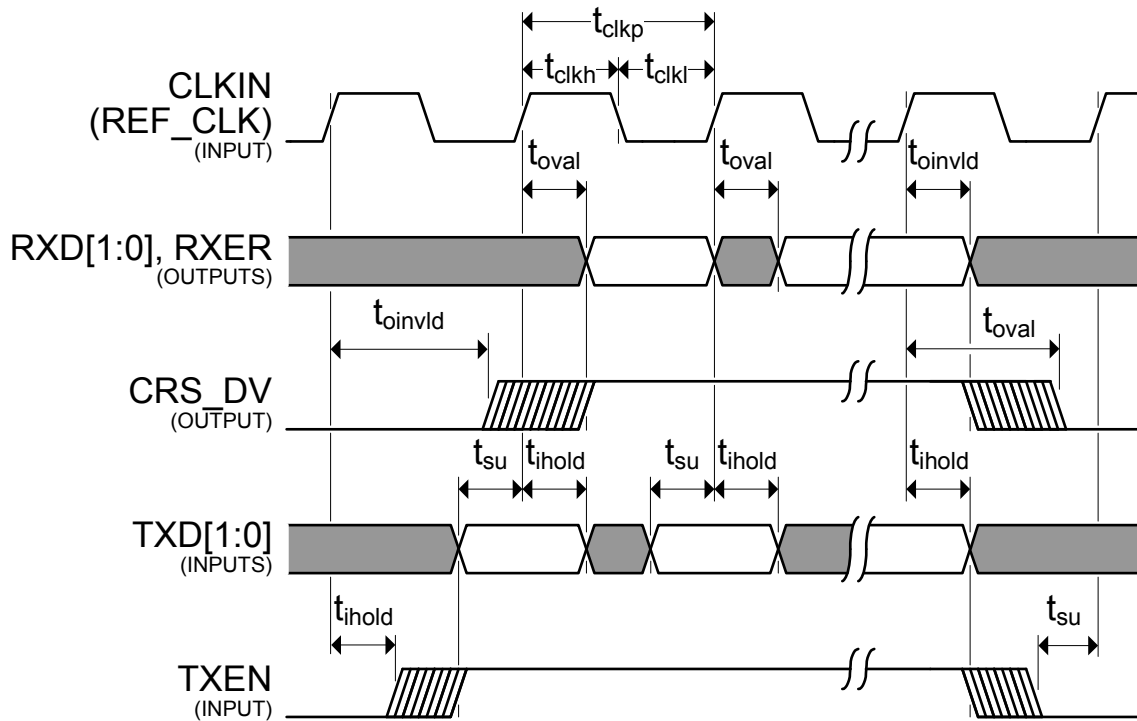 tclkp
tclkh tclkl
CLKIN
(REF_CLK)
(INPUT)
toval toval toinvld
RXD[1:0], RXER
(OUTPUTS)
toinvld toval
CRS_DV
(OUTPUT)
tsu tihold tsu tihold tihold
TXD[1:0]
(INPUTS)
tihold tsu
TXEN
(INPUT)